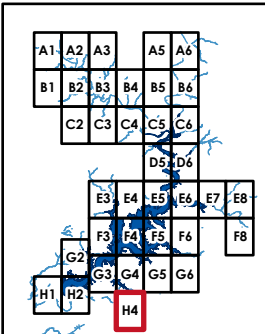 A1 A2 A3 A5 A6
B1 B2 B3 B4 B5 B6
C2 C3 C4 C5 C6
D5 D6
E3 E4 E5 E6 E7 E8
F3 F4 F5 F6 F8
G2
G3 G4 G5 G6
H1 H2
H4